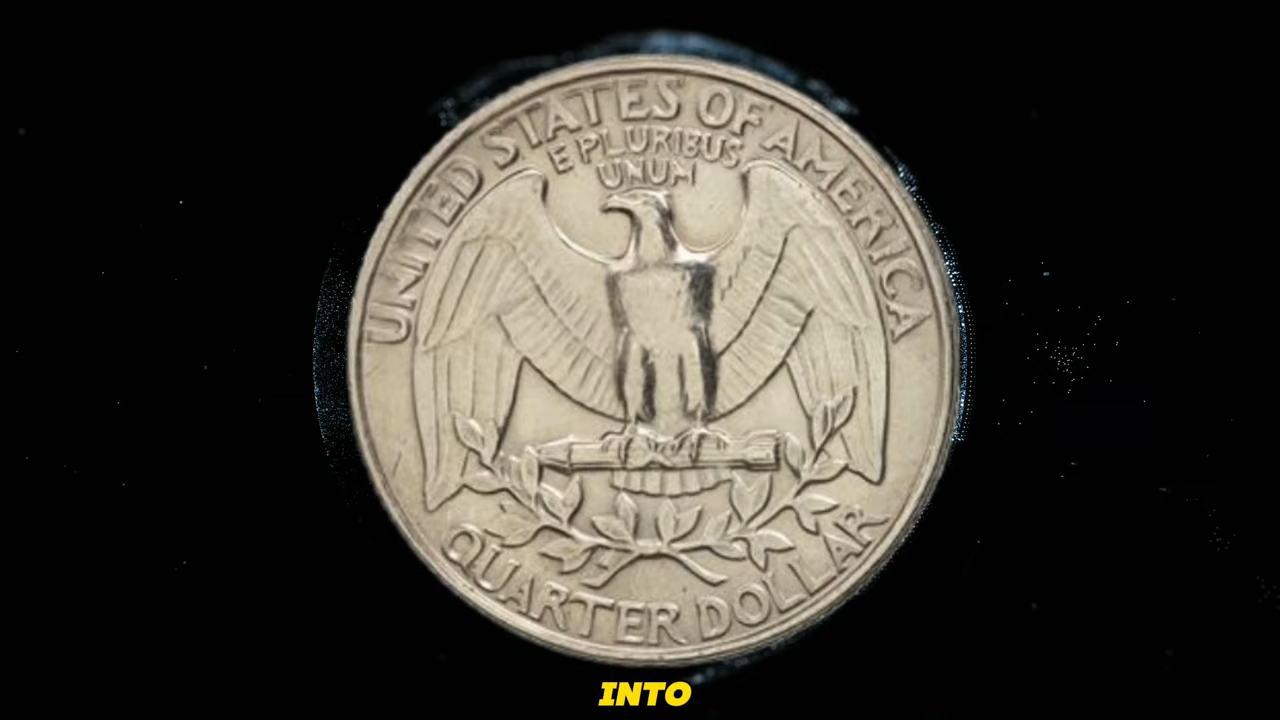 UNITED STATES OF AMERICA
E PLURIBUS
UNUM
QUARTER DOLLAR
INTO